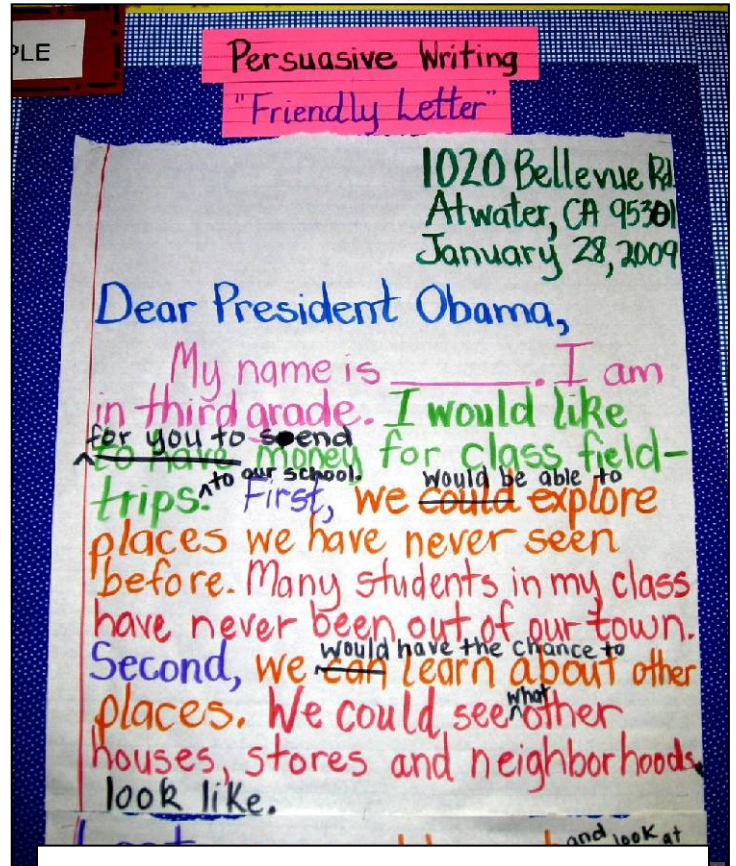 PLE
Persuasive Writing
"Friendly Letter"
1020 Bellevue Rd.
Atwater, CA 95301
January 28, 2009
Dear President Obama,
My name is ______. I am
in third grade. I would like
for you to send
to have money for class field-
trips. ^to our school. First, we could explore
would be able to
places we have never seen
before. Many students in my class
have never been out of our town.
would have the chance to
Second, we can learn about other
what
places. We could see ^ other
houses, stores and neighborhoods
look like.
and look at